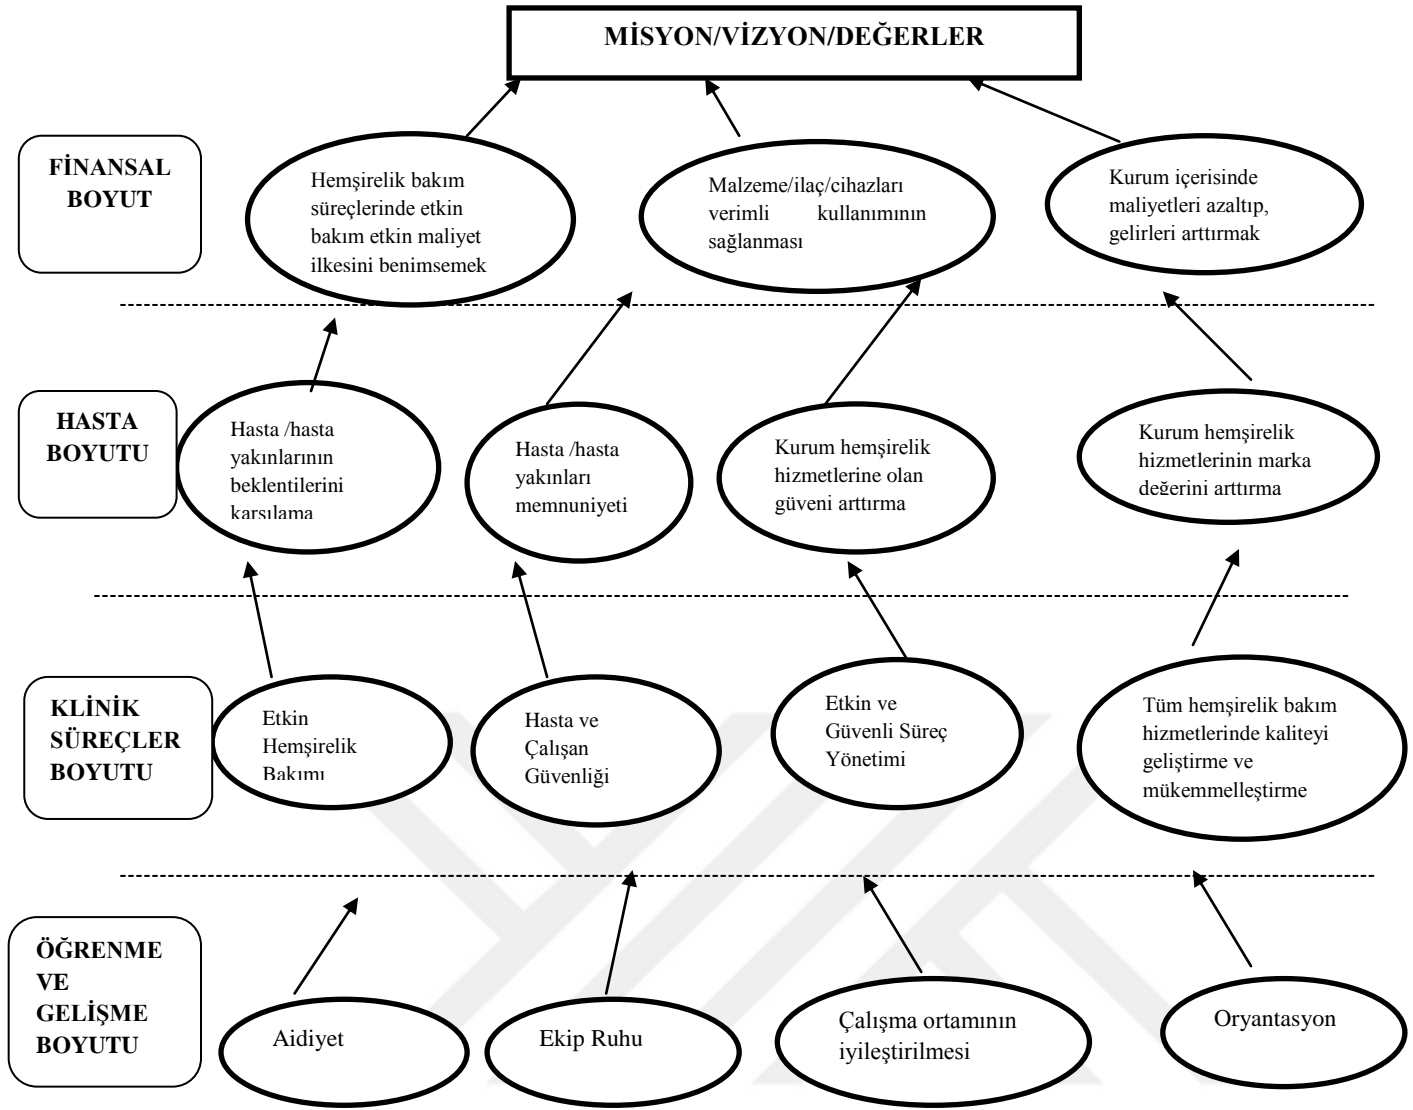 MİSYON/VİZYON/DEĞERLER
FİNANSAL
BOYUT
Hemşirelik bakım
süreçlerinde etkin
bakım etkin maliyet
ilkesini benimsemek
Malzeme/ilaç/cihazları
verimli kullanımının
sağlanması
Kurum içerisinde
maliyetleri azaltıp,
gelirleri arttırmak
HASTA
BOYUTU
Hasta /hasta
yakınlarının
beklentilerini
karşılama
Hasta /hasta
yakınları
memnuniyeti
Kurum hemşirelik
hizmetlerine olan
güveni arttırma
Kurum hemşirelik
hizmetlerinin marka
değerini arttırma
KLİNİK
SÜREÇLER
BOYUTU
Etkin
Hemşirelik
Bakımı
Hasta ve
Çalışan
Güvenliği
Etkin ve
Güvenli Süreç
Yönetimi
Tüm hemşirelik bakım
hizmetlerinde kaliteyi
geliştirme ve
mükemmelleştirme
ÖĞRENME
VE
GELİŞME
BOYUTU
Aidiyet
Ekip Ruhu
Çalışma ortamının
iyileştirilmesi
Oryantasyon